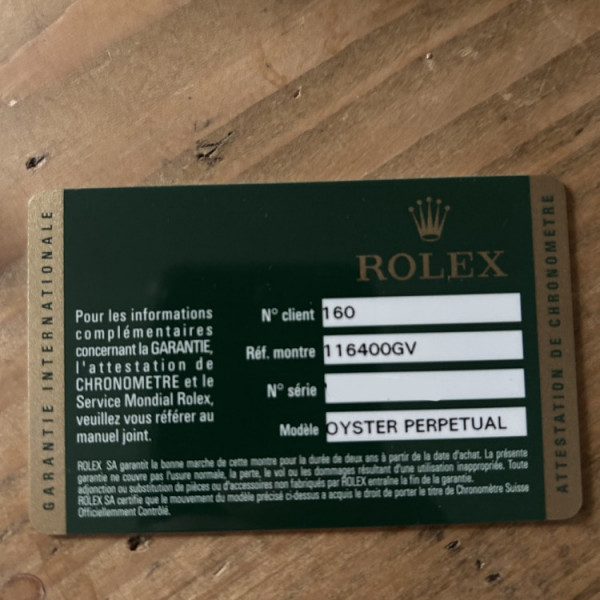 GARANTIE INTERNATIONALE
ROLEX
Pour les informations
complémentaires
concernant la GARANTIE,
l'attestation de
CHRONOMETRE et le
Service Mondial Rolex,
veuillez vous référer au
manuel joint.
N° client 160
Réf. montre 116400GV
N° série
Modèle OYSTER PERPETUAL
ROLEX SA garantit la bonne marche de cette montre pour la durée de deux ans à partir de la date d'achat. La présente
garantie ne couvre pas l'usure normale, la perte, le vol ou les dommages résultant d'une utilisation inappropriée. Toute
adjonction ou substitution de pièces ou d'accessoires non fabriqués par ROLEX entraîne la fin de la garantie.
ROLEX SA certifie que le mouvement du modèle précisé ci-dessus a acquis le droit de porter le titre de Chronomètre Suisse
Officiellement Contrôlé.
ATTESTATION DE CHRONOMETRE